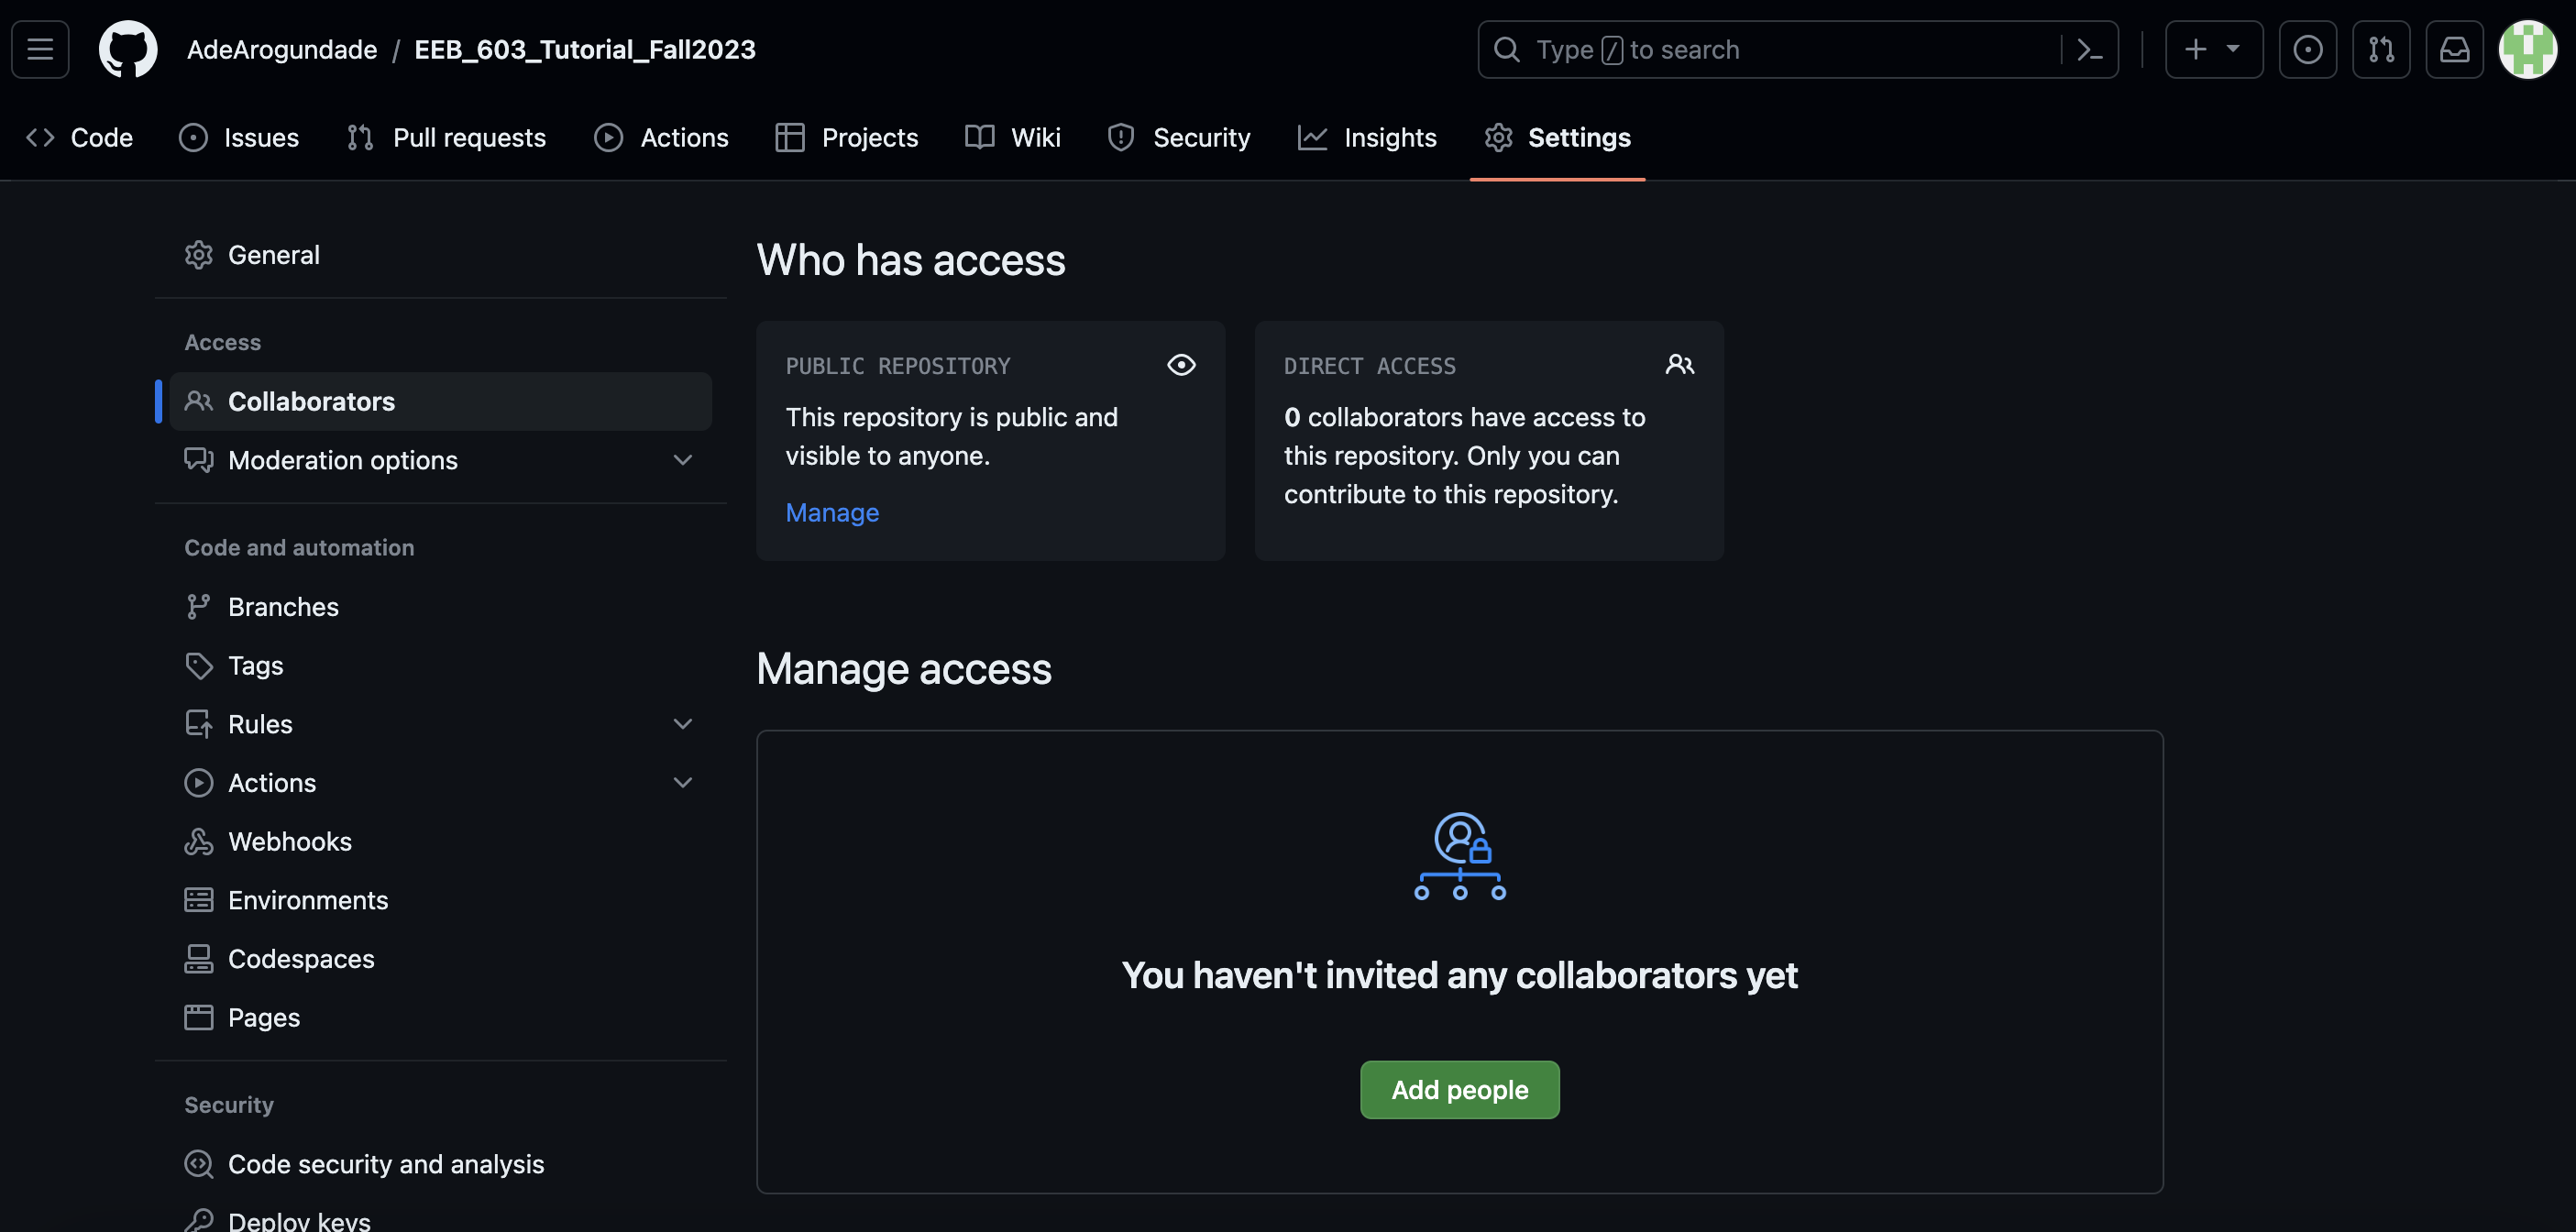 AdeArogundade / EEB_603_Tutorial_Fall2023
Type / to search
Code
Issues
Pull requests
Actions
Projects
Wiki
Security
Insights
Settings
General
Access
Collaborators
Moderation options
Code and automation
Branches
Tags
Rules
Actions
Webhooks
Environments
Codespaces
Pages
Security
Code security and analysis
Deploy keys
Who has access
PUBLIC REPOSITORY
This repository is public and
visible to anyone.
Manage
DIRECT ACCESS
0 collaborators have access to
this repository. Only you can
contribute to this repository.
Manage access
You haven't invited any collaborators yet
Add people